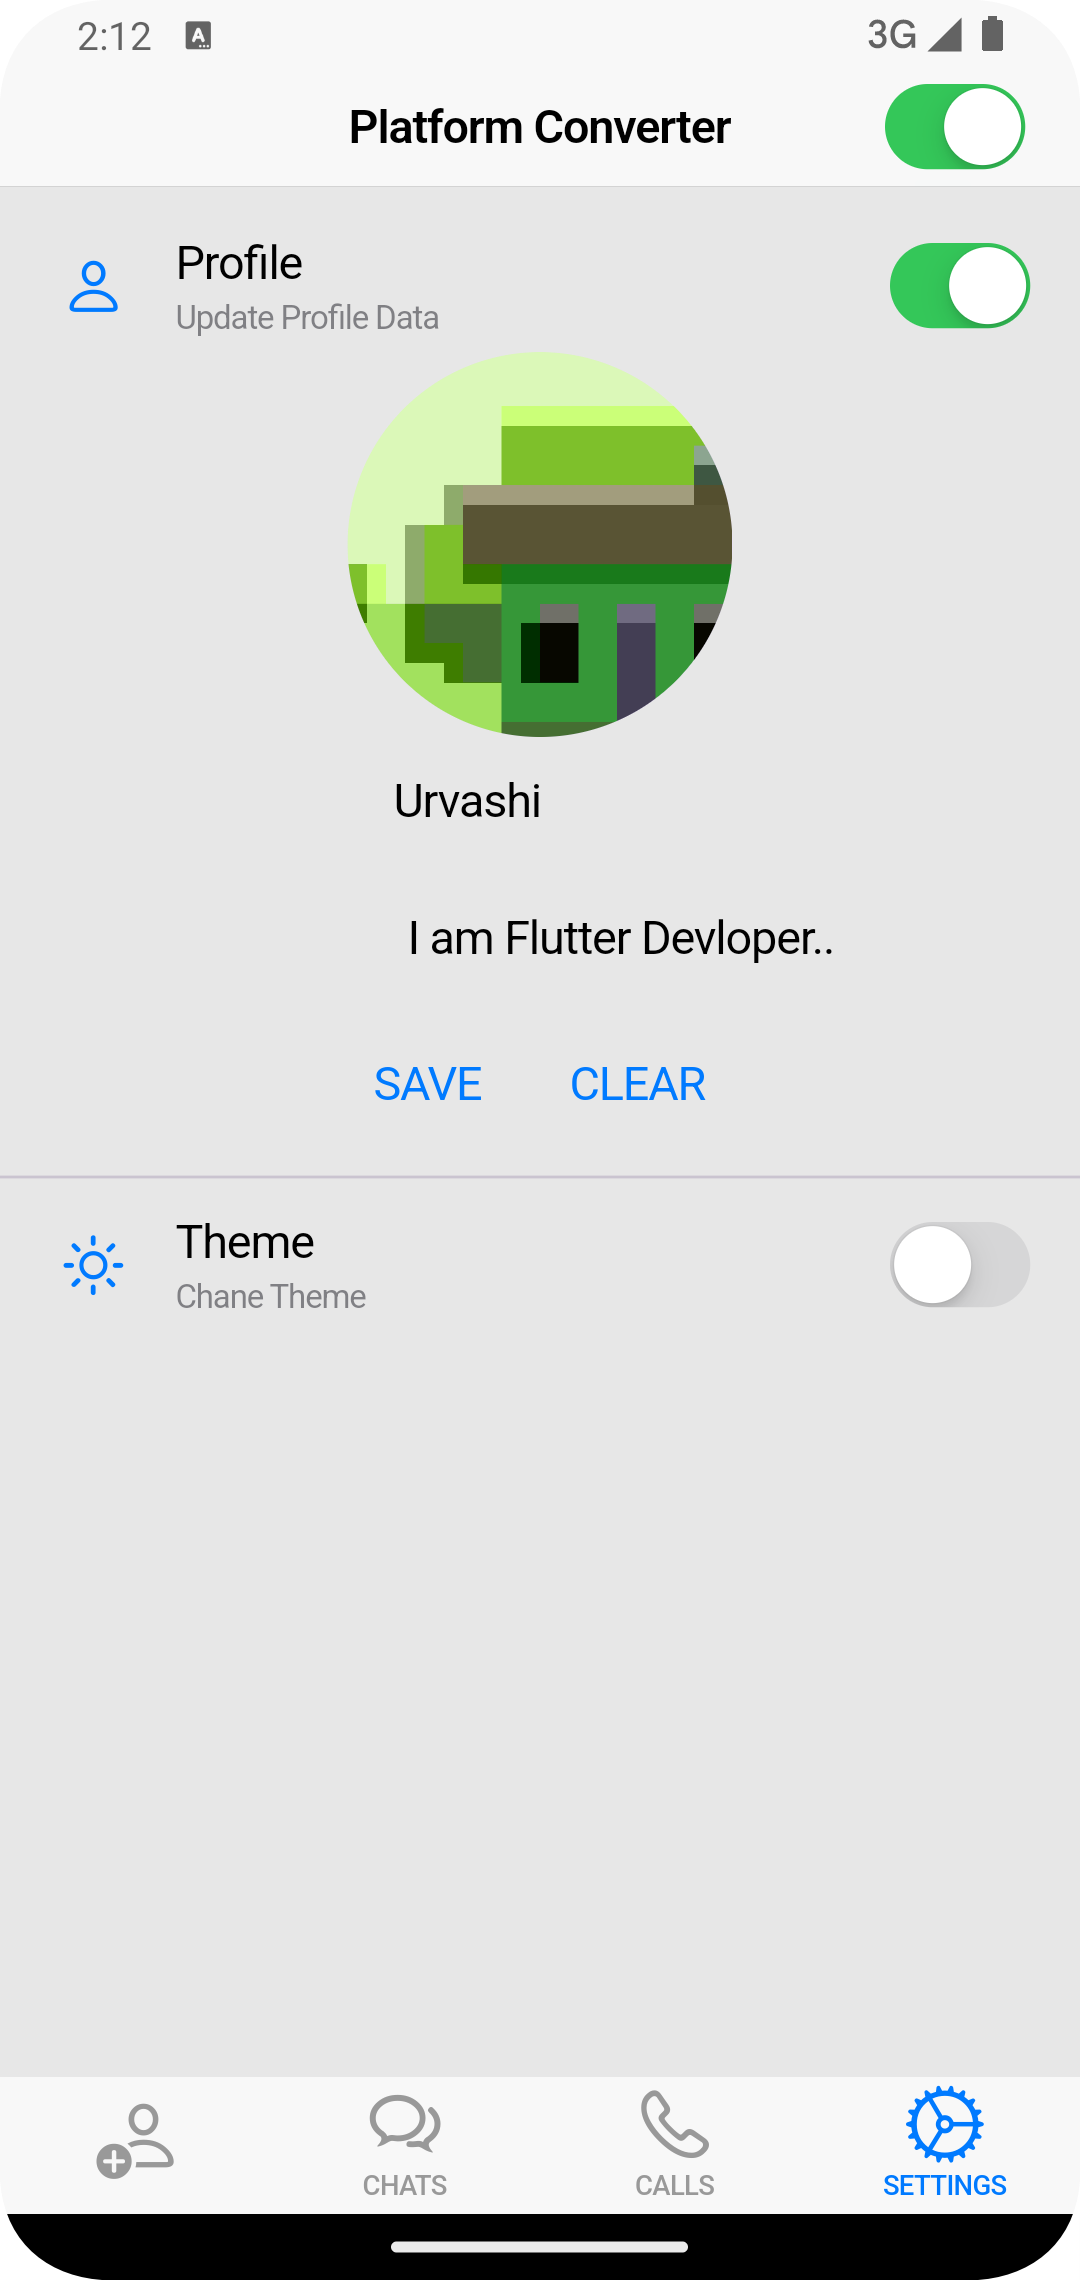 2:12 A 3G
Platform Converter
Profile
Update Profile Data
Urvashi
I am Flutter Devloper..
SAVE CLEAR
Theme
Chane Theme
CHATS CALLS SETTINGS